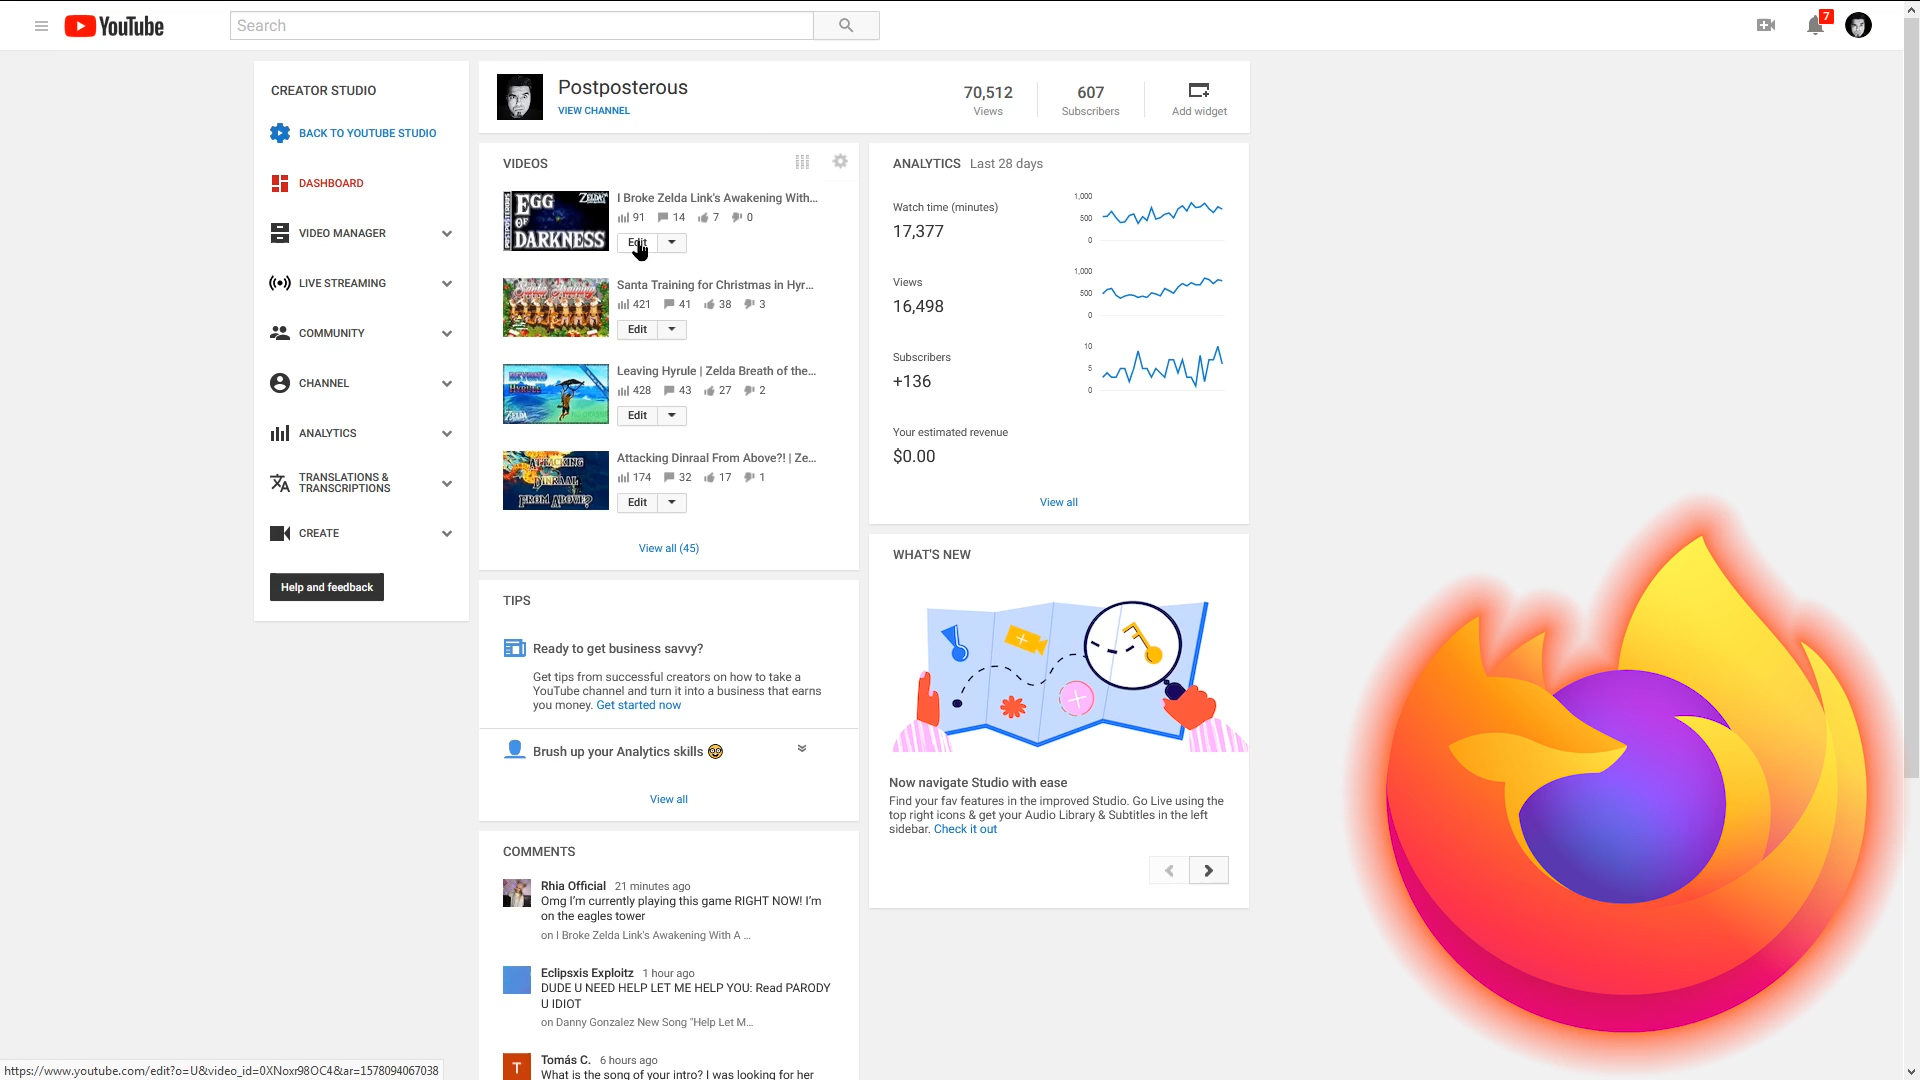 YouTube
Search
7
CREATOR STUDIO
BACK TO YOUTUBE STUDIO
DASHBOARD
VIDEO MANAGER
LIVE STREAMING
COMMUNITY
CHANNEL
ANALYTICS
TRANSLATIONS &
TRANSCRIPTIONS
CREATE
Help and feedback
Postposterous
VIEW CHANNEL
70,512
Views
607
Subscribers
Add widget
VIDEOS
POSTPOSTEROUS
EGG
OF
DARKNESS
ZELDA
I Broke Zelda Link's Awakening With...
91 14 7 0
Edit
Santa Training
Santa Training for Christmas in Hyr...
421 41 38 3
Edit
BEYOND
HYRULE
ZELDA
Leaving Hyrule | Zelda Breath of the...
428 43 27 2
Edit
ATTACKING
DINRAAL
FROM ABOVE?
Attacking Dinraal From Above?! | Ze...
174 32 17 1
Edit
View all (45)
TIPS
Ready to get business savvy?
Get tips from successful creators on how to take a
YouTube channel and turn it into a business that earns
you money. Get started now
Brush up your Analytics skills 🤓
View all
COMMENTS
Rhia Official 21 minutes ago
Omg I'm currently playing this game RIGHT NOW! I'm
on the eagles tower
on I Broke Zelda Link's Awakening With A ...
Eclipsxis Exploitz 1 hour ago
DUDE U NEED HELP LET ME HELP YOU: Read PARODY
U IDIOT
on Danny Gonzalez New Song "Help Let M...
T
Tomás C. 6 hours ago
What is the song of your intro? I was looking for her
ANALYTICS Last 28 days
Watch time (minutes)
17,377
1,000
500
0
Views
16,498
1,000
500
0
Subscribers
+136
10
5
0
Your estimated revenue
$0.00
View all
WHAT'S NEW
Now navigate Studio with ease
Find your fav features in the improved Studio. Go Live using the
top right icons & get your Audio Library & Subtitles in the left
sidebar. Check it out
https://www.youtube.com/edit?o=U&video_id=0XNoxr98OC4&ar=1578094067038